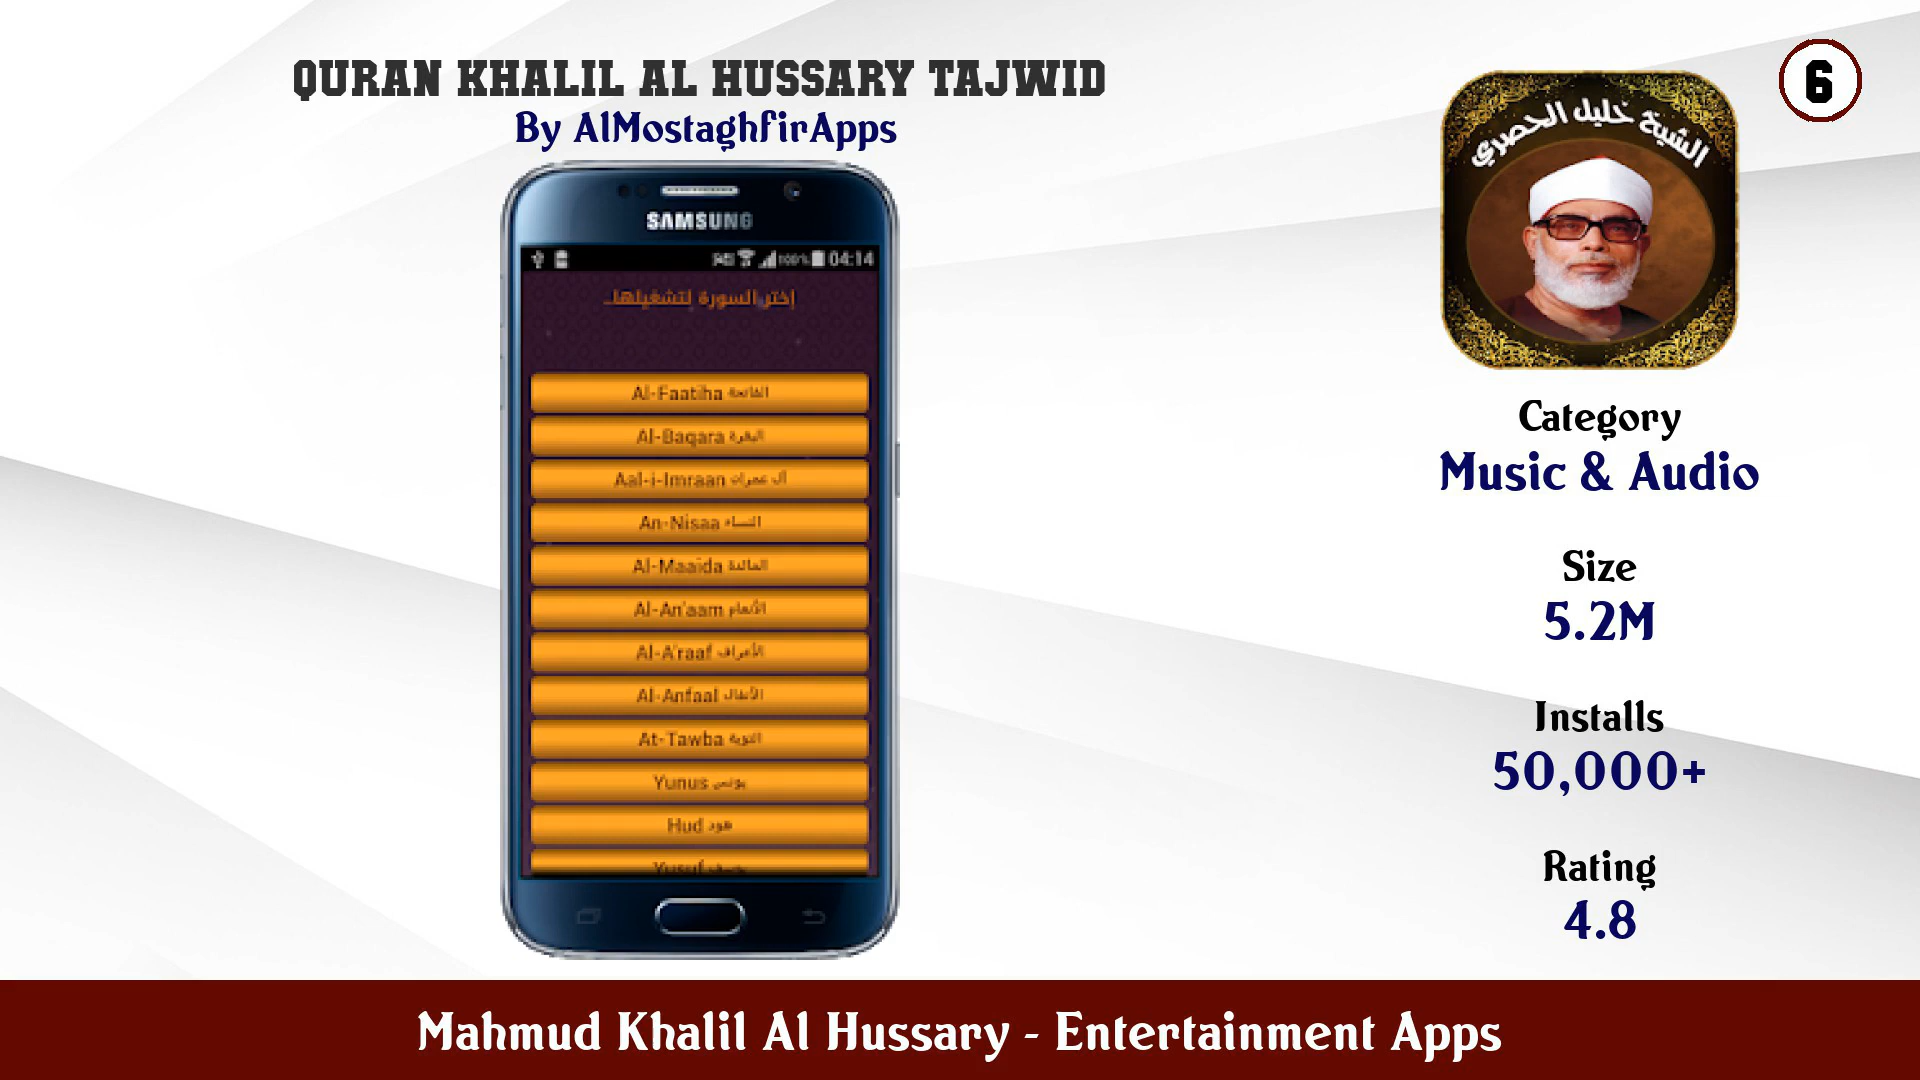 QURAN KHALIL AL HUSSARY TAJWID
By AlMostaghfirApps
6
الشيخ خليل الحصري
SAMSUNG
100% 04:14
إختر السورة لتشغيلها..
Al-Faatiha الفاتحة
Al-Baqara البقرة
Aal-i-Imraan آل عمران
An-Nisaa النساء
Al-Maaida المائدة
Al-An'aam الأنعام
Al-A'raaf الأعراف
Al-Anfaal الأنفال
At-Tawba التوبة
Yunus يونس
Hud هود
Yusuf يوسف
Category
Music & Audio
Size
5.2M
Installs
50,000+
Rating
4.8
Mahmud Khalil Al Hussary - Entertainment Apps